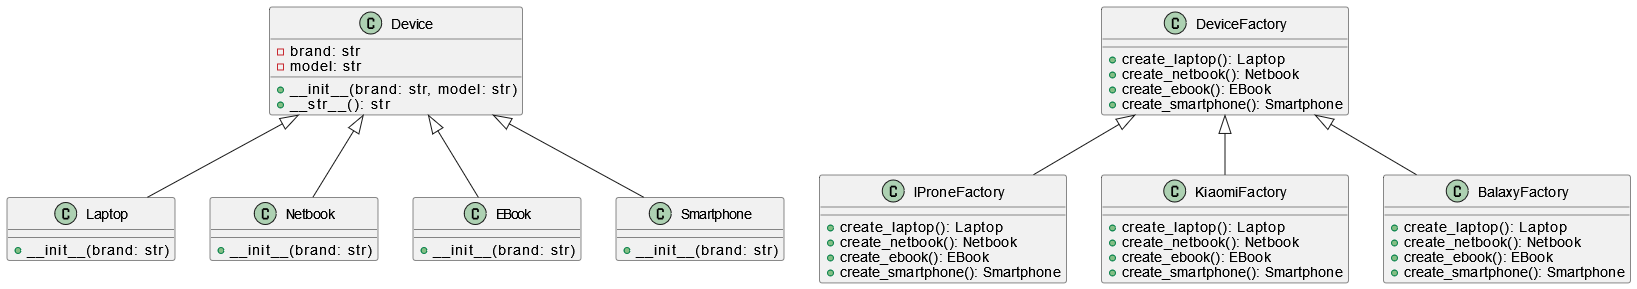 C Device
brand: str
model: str
__init__(brand: str, model: str)
__str__(): str
C Laptop
__init__(brand: str)
C Netbook
__init__(brand: str)
C EBook
__init__(brand: str)
C Smartphone
__init__(brand: str)
C DeviceFactory
create_laptop(): Laptop
create_netbook(): Netbook
create_ebook(): EBook
create_smartphone(): Smartphone
C IProneFactory
create_laptop(): Laptop
create_netbook(): Netbook
create_ebook(): EBook
create_smartphone(): Smartphone
C KiaomiFactory
create_laptop(): Laptop
create_netbook(): Netbook
create_ebook(): EBook
create_smartphone(): Smartphone
C BalaxyFactory
create_laptop(): Laptop
create_netbook(): Netbook
create_ebook(): EBook
create_smartphone(): Smartphone